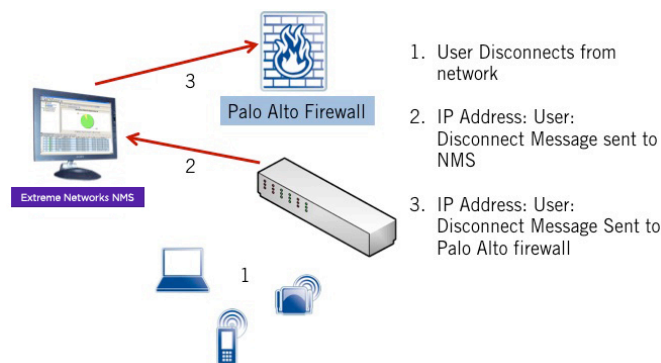 3
Palo Alto Firewall
2
Extreme Networks NMS
1
1. User Disconnects from
network
2. IP Address: User:
Disconnect Message sent to
NMS
3. IP Address: User:
Disconnect Message Sent to
Palo Alto firewall